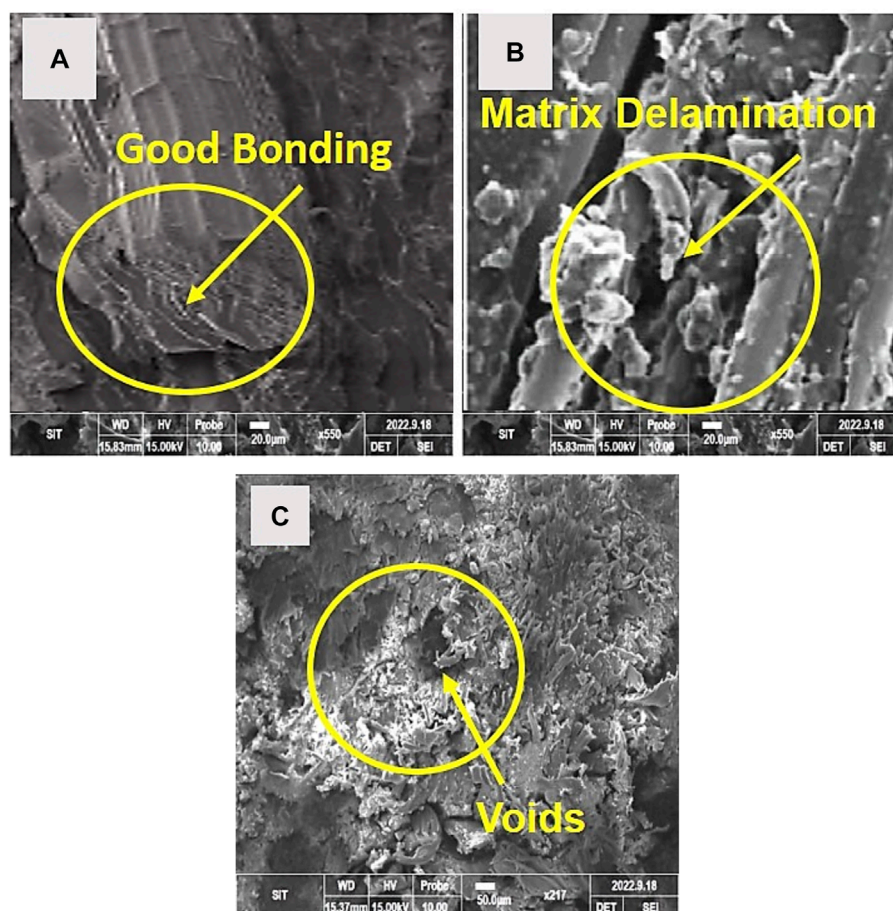 A
Good Bonding
SIT WD HV Probe 20.0µm x550 2022.9.18
15.83mm 15.00kV 10.00 DET SEI
B
Matrix Delamination
SIT WD HV Probe 20.0µm x550 2022.9.18
15.83mm 15.00kV 10.00 DET SEI
C
Voids
SIT WD HV Probe 50.0µm x217 2022.9.18
15.37mm 15.00kV 10.00 DET SEI